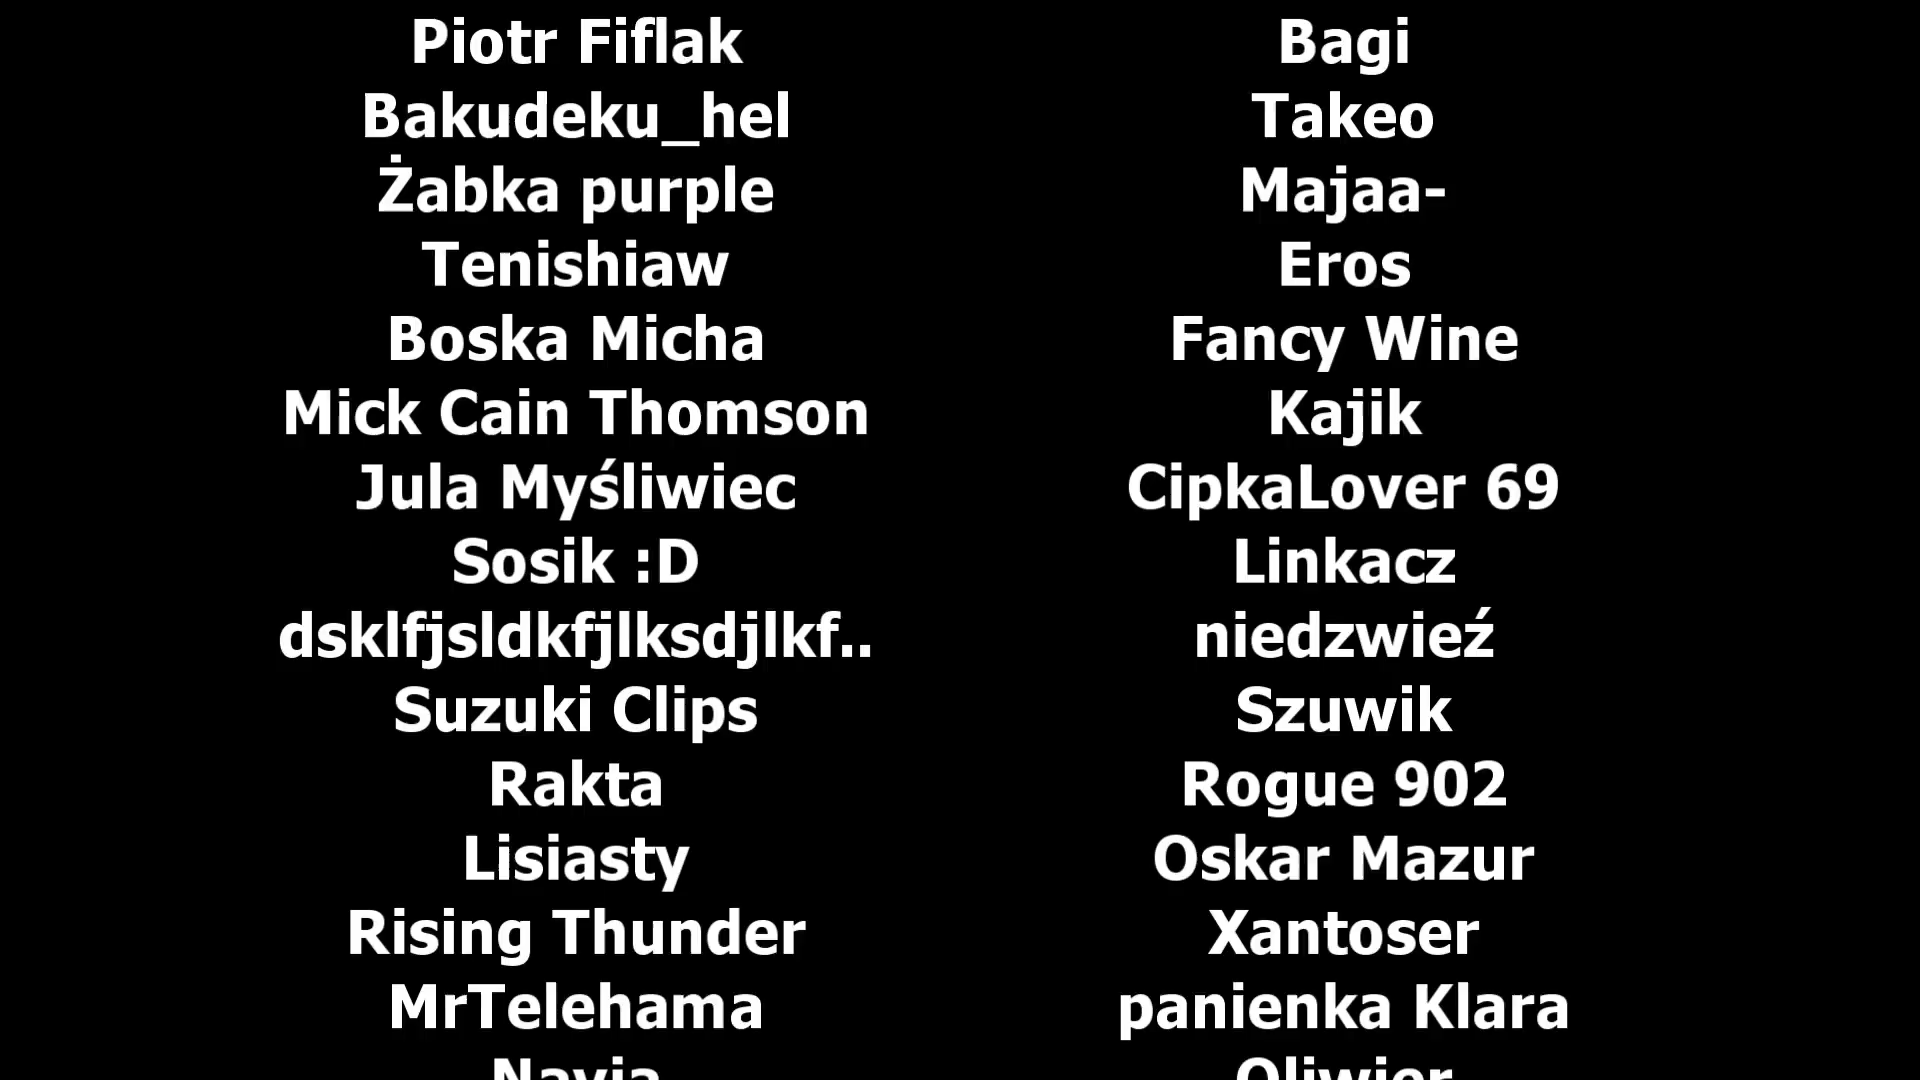 Piotr Fiflak
Bakudeku_hel
Żabka purple
Tenishiaw
Boska Micha
Mick Cain Thomson
Jula Myśliwiec
Sosik :D
dsklfjsldkfjlksdjlkf..
Suzuki Clips
Rakta
Lisiasty
Rising Thunder
MrTelehama
Bagi
Takeo
Majaa-
Eros
Fancy Wine
Kajik
CipkaLover 69
Linkacz
niedzwieź
Szuwik
Rogue 902
Oskar Mazur
Xantoser
panienka Klara
Oliwier